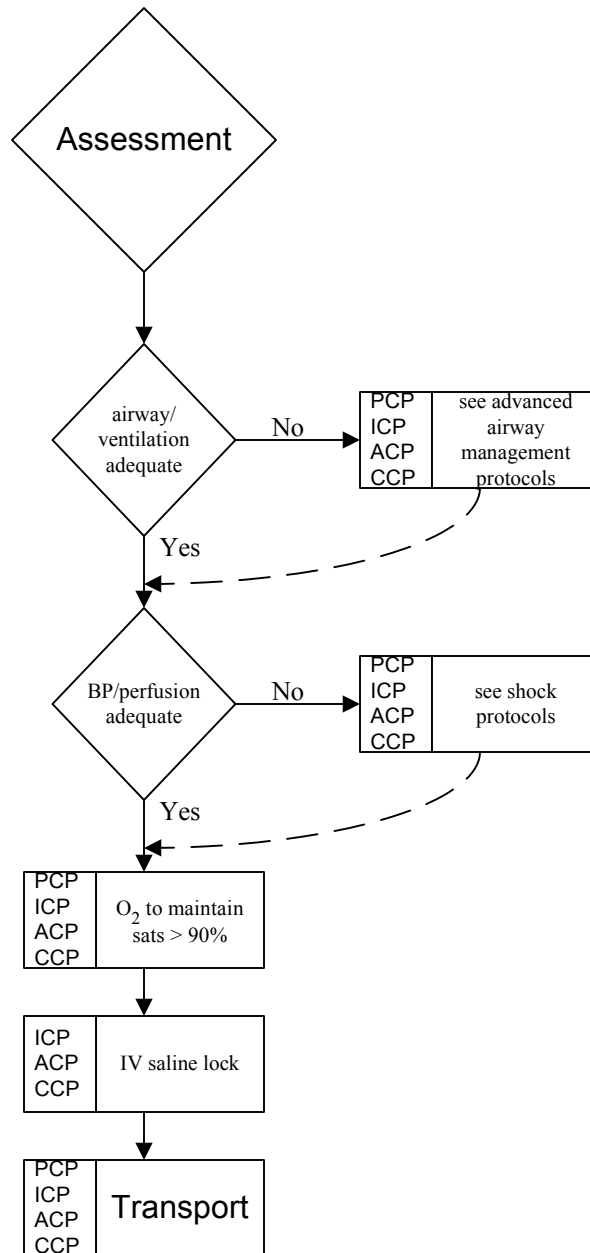 Assessment
airway/
ventilation
adequate
No
PCP
ICP
ACP
CCP
see advanced
airway
management
protocols
Yes
BP/perfusion
adequate
No
PCP
ICP
ACP
CCP
see shock
protocols
Yes
PCP
ICP
ACP
CCP
O2 to maintain
sats > 90%
ICP
ACP
CCP
IV saline lock
PCP
ICP
ACP
CCP
Transport